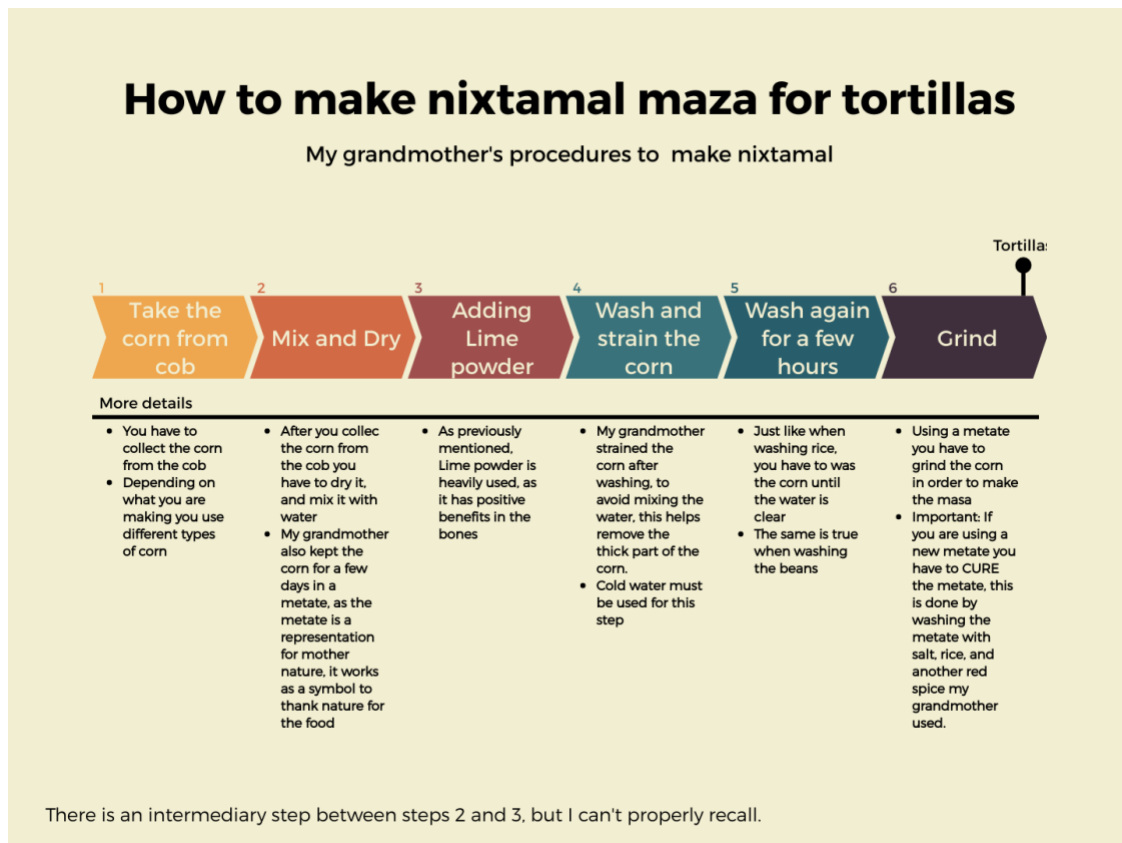 How to make nixtamal maza for tortillas
My grandmother's procedures to make nixtamal
Tortillas
1
Take the
corn from
cob
2
Mix and Dry
3
Adding
Lime
powder
4
Wash and
strain the
corn
5
Wash again
for a few
hours
6
Grind
More details
• You have to
collect the corn
from the cob
• Depending on
what you are
making you use
different types
of corn
• After you collec
the corn from
the cob you
have to dry it,
and mix it with
water
• My grandmother
also kept the
corn for a few
days in a
metate, as the
metate is a
representation
for mother
nature, it works
as a symbol to
thank nature for
the food
• As previously
mentioned,
Lime powder is
heavily used, as
it has positive
benefits in the
bones
• My grandmother
strained the
corn after
washing, to
avoid mixing the
water, this helps
remove the
thick part of the
corn.
• Cold water must
be used for this
step
• Just like when
washing rice,
you have to was
the corn until
the water is
clear
• The same is true
when washing
the beans
• Using a metate
you have to
grind the corn
in order to make
the masa
• Important: If
you are using a
new metate you
have to CURE
the metate, this
is done by
washing the
metate with
salt, rice, and
another red
spice my
grandmother
used.
There is an intermediary step between steps 2 and 3, but I can't properly recall.